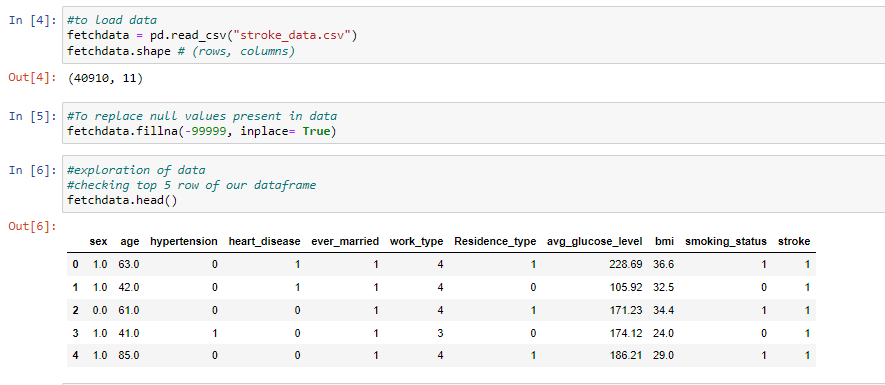 In [4]: #to load data
fetchdata = pd.read_csv("stroke_data.csv")
fetchdata.shape # (rows, columns)
Out[4]: (40910, 11)
In [5]: #To replace null values present in data
fetchdata.fillna(-99999, inplace= True)
In [6]: #exploration of data
#checking top 5 row of our dataframe
fetchdata.head()
Out[6]:
sex age hypertension heart_disease ever_married work_type Residence_type avg_glucose_level bmi smoking_status stroke
0 1.0 63.0 0 1 1 4 1 228.69 36.6 1 1
1 1.0 42.0 0 1 1 4 0 105.92 32.5 0 1
2 0.0 61.0 0 0 1 4 1 171.23 34.4 1 1
3 1.0 41.0 1 0 1 3 0 174.12 24.0 0 1
4 1.0 85.0 0 0 1 4 1 186.21 29.0 1 1